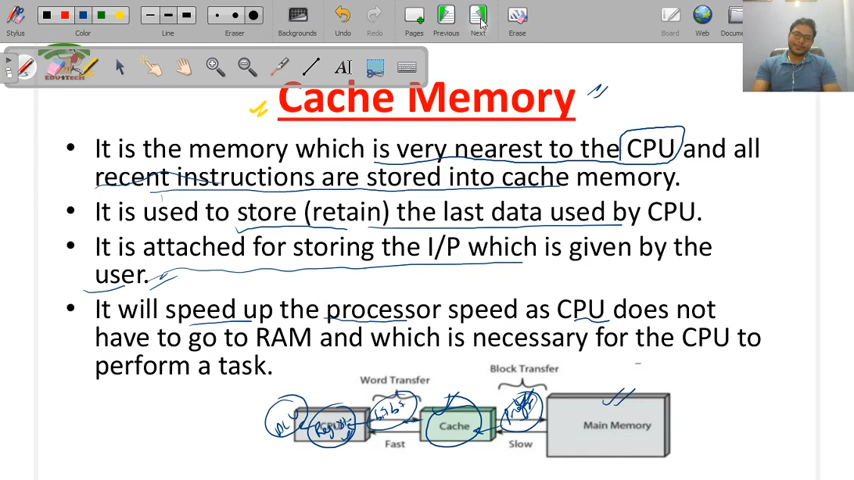 Stylus
Color
Line
Eraser
Backgrounds
Undo
Redo
Pages
Previous
Next
Erase
Board
Web
Docum
EDU4TECH
Cache Memory
• It is the memory which is very nearest to the CPU and all
recent instructions are stored into cache memory.
• It is used to store (retain) the last data used by CPU.
• It is attached for storing the I/P which is given by the
user.
• It will speed up the processor speed as CPU does not
have to go to RAM and which is necessary for the CPU to
perform a task.
Word Transfer
Block Transfer
Cache
Main Memory
Fast
Slow